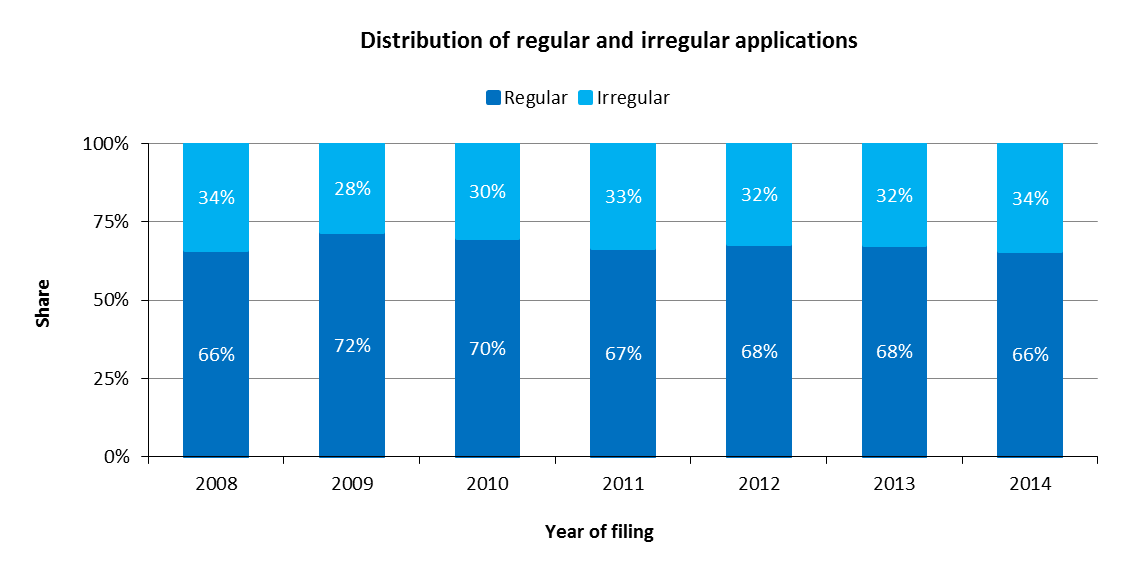 Distribution of regular and irregular applications
Regular Irregular
100%
75%
50%
25%
0%
Share
34% 28% 30% 33% 32% 32% 34%
66% 72% 70% 67% 68% 68% 66%
2008 2009 2010 2011 2012 2013 2014
Year of filing